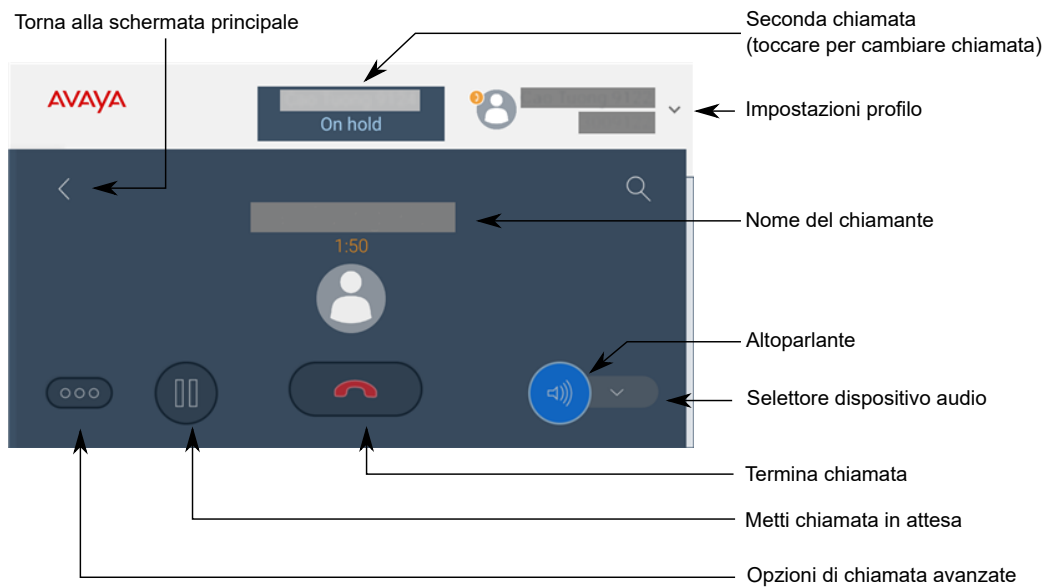 Torna alla schermata principale
Seconda chiamata
(toccare per cambiare chiamata)
AVAYA
On hold
Impostazioni profilo
Nome del chiamante
1:50
Altoparlante
Selettore dispositivo audio
Termina chiamata
Metti chiamata in attesa
Opzioni di chiamata avanzate